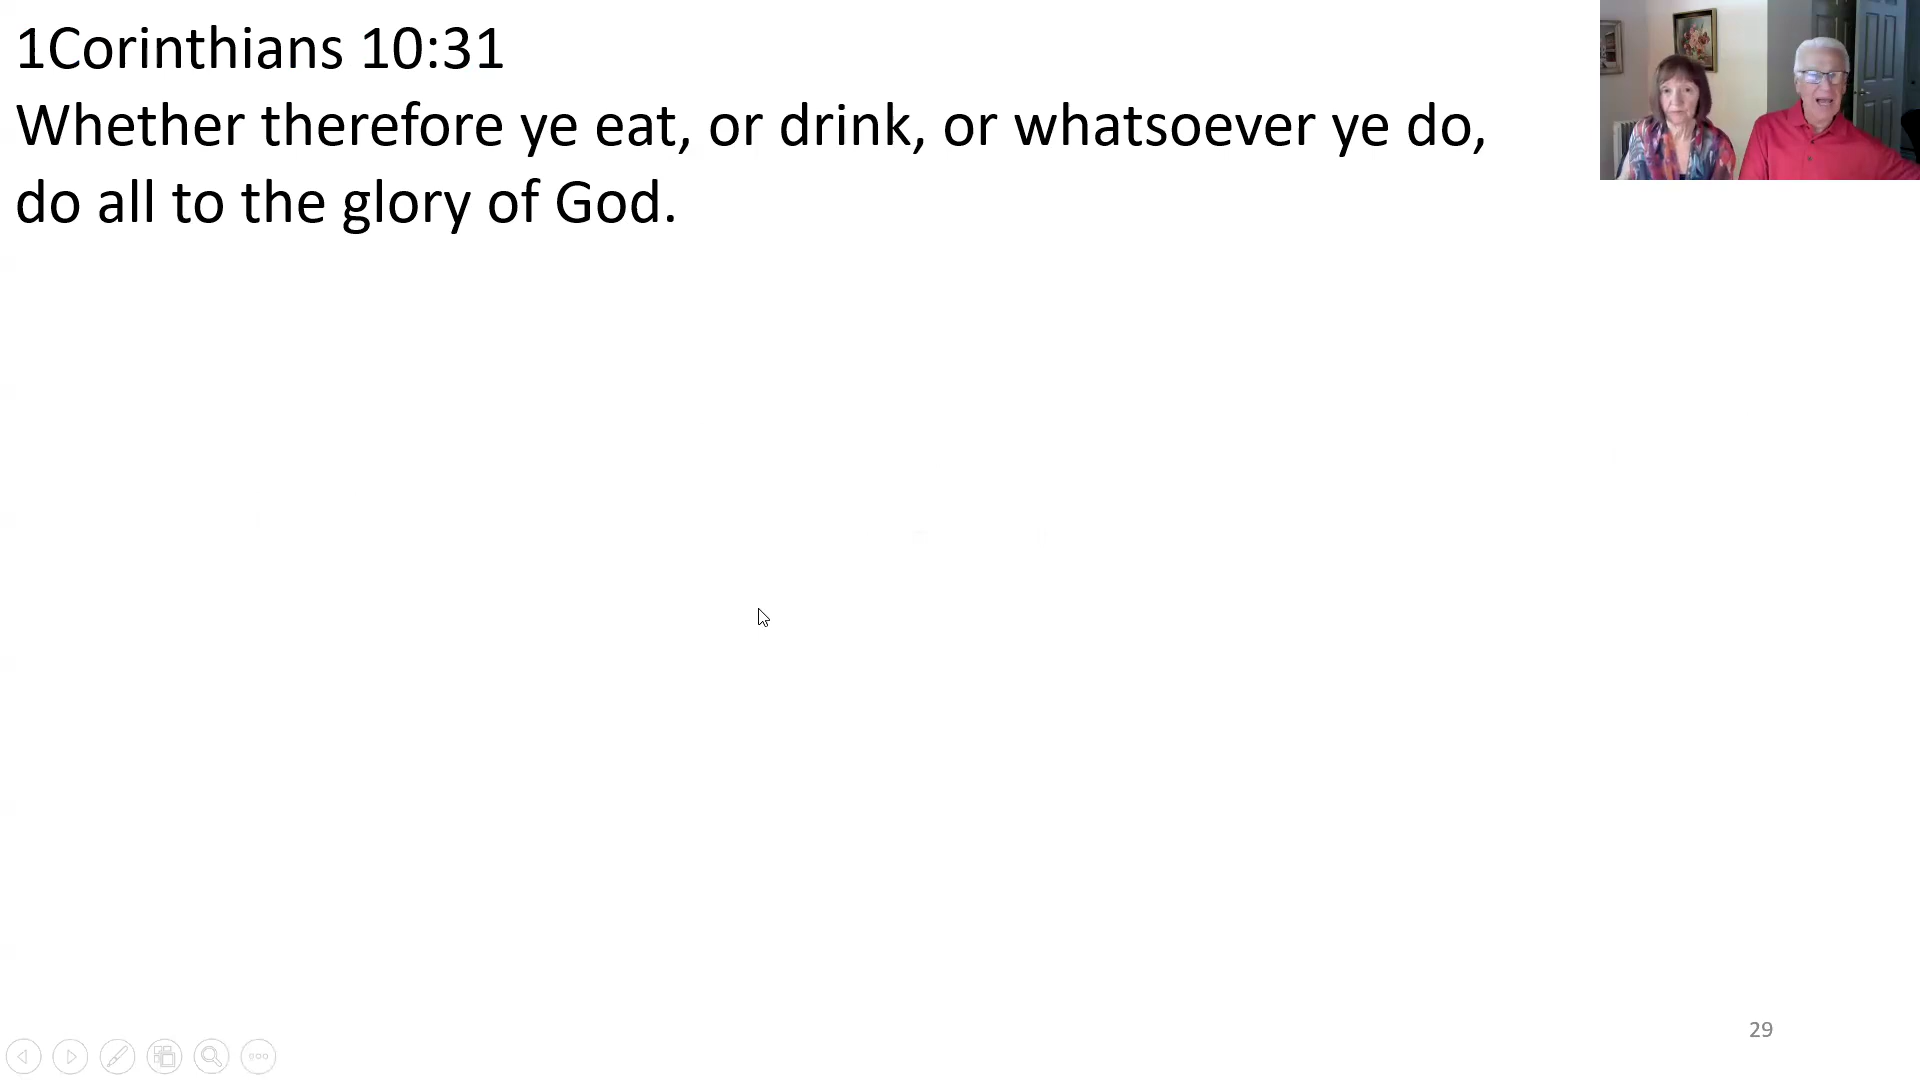 1Corinthians 10:31
Whether therefore ye eat, or drink, or whatsoever ye do,
do all to the glory of God.
29